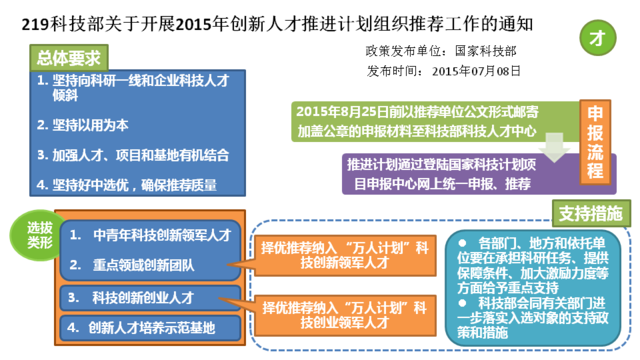 219科技部关于开展2015年创新人才推进计划组织推荐工作的通知
才
政策发布单位：国家科技部
发布时间：2015年07月08日
总体要求
1. 坚持向科研一线和企业科技人才
倾斜
2. 坚持以用为本
3. 加强人才、项目和基地有机结合
4. 坚持好中选优，确保推荐质量
2015年8月25日前以推荐单位公文形式邮寄
加盖公章的申报材料至科技部科技人才中心
推进计划通过登陆国家科技计划项
目申报中心网上统一申报、推荐
申报流程
选拔
类形
1. 中青年科技创新领军人才
2. 重点领域创新团队
3. 科技创新创业人才
4. 创新人才培养示范基地
择优推荐纳入“万人计划”科
技创新领军人才
择优推荐纳入“万人计划”科
技创业领军人才
支持措施
● 各部门、地方和依托单
位要在承担科研任务、提供
保障条件、加大激励力度等
方面给予重点支持
● 科技部会同有关部门进
一步落实入选对象的支持政
策和措施